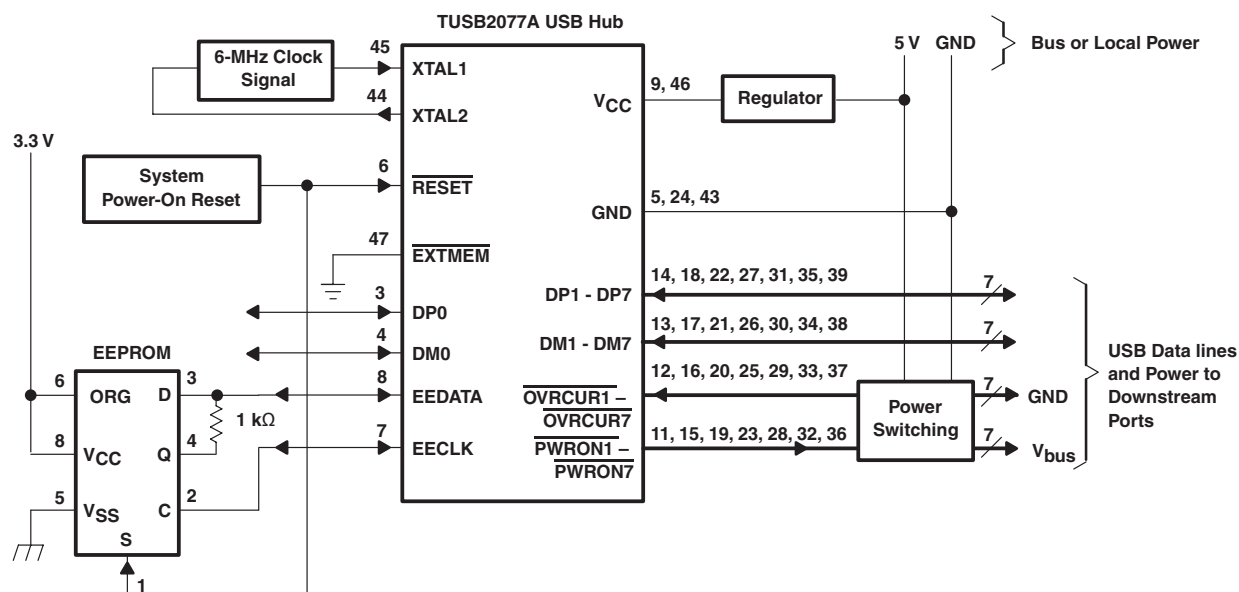 TUSB2077A USB Hub
5 V GND
Bus or Local Power
6-MHz Clock
Signal
45
XTAL1
44
XTAL2
VCC
9, 46
Regulator
3.3 V
System
Power-On Reset
6
RESET
GND
5, 24, 43
47
EXTMEM
3
DP0
4
DM0
DP1 - DP7
14, 18, 22, 27, 31, 35, 39
7
DM1 - DM7
13, 17, 21, 26, 30, 34, 38
7
USB Data lines
and Power to
Downstream
Ports
EEPROM
6
ORG
D
3
8
EEDATA
OVRCUR1 –
OVRCUR7
12, 16, 20, 25, 29, 33, 37
Power
Switching
7
GND
1 kΩ
8
VCC
Q
4
7
EECLK
PWRON1 –
PWRON7
11, 15, 19, 23, 28, 32, 36
7
Vbus
5
VSS
C
2
S
1